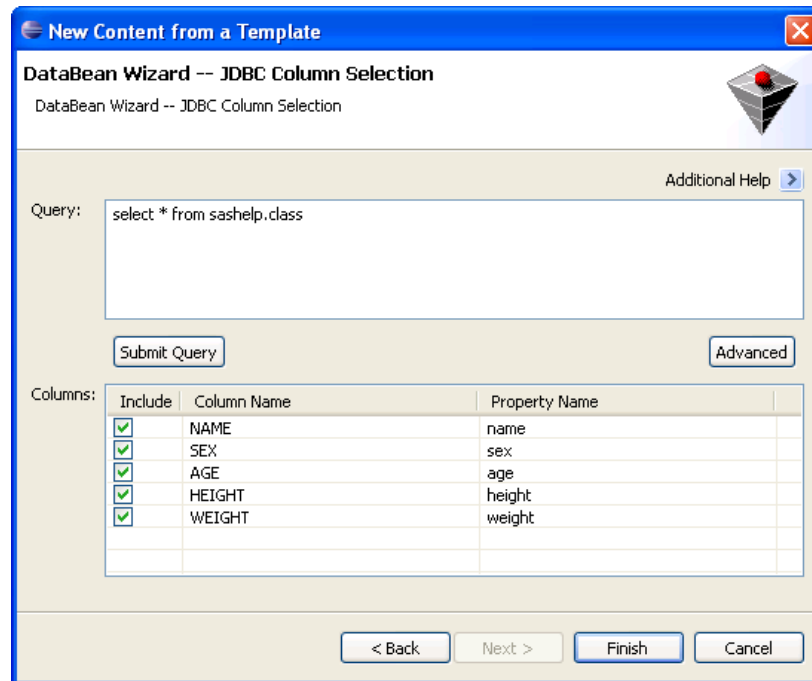 New Content from a Template
DataBean Wizard -- JDBC Column Selection
DataBean Wizard -- JDBC Column Selection
Additional Help >
Query: select * from sashelp.class
Submit Query Advanced
Columns: Include Column Name Property Name
NAME name
SEX sex
AGE age
HEIGHT height
WEIGHT weight
< Back Next > Finish Cancel